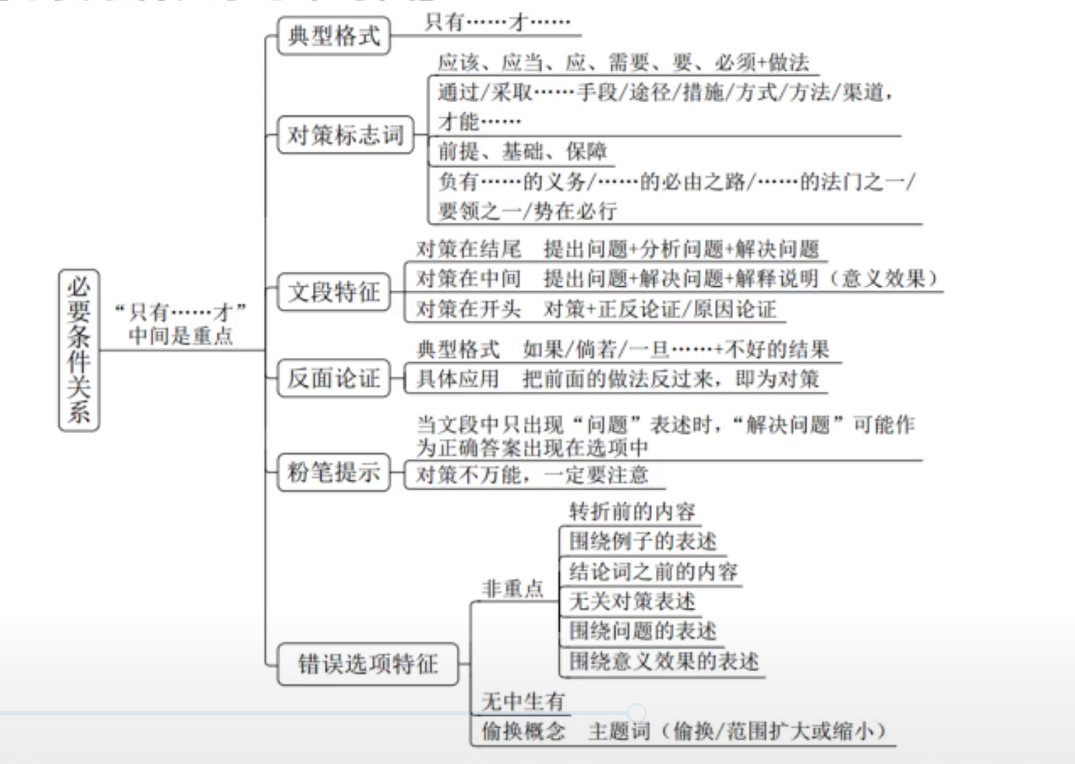 必要条件关系
“只有……才”
中间是重点
典型格式
只有……才……
对策标志词
应该、应当、应、需要、要、必须+做法
通过/采取……手段/途径/措施/方式/方法/渠道，
才能……
前提、基础、保障
负有……的义务/……的必由之路/……的法门之一/
要领之一/势在必行
文段特征
对策在结尾 提出问题+分析问题+解决问题
对策在中间 提出问题+解决问题+解释说明（意义效果）
对策在开头 对策+正反论证/原因论证
反面论证
典型格式 如果/倘若/一旦……+不好的结果
具体应用 把前面的做法反过来，即为对策
粉笔提示
当文段中只出现“问题”表述时，“解决问题”可能作
为正确答案出现在选项中
对策不万能，一定要注意
错误选项特征
非重点
转折前的内容
围绕例子的表述
结论词之前的内容
无关对策表述
围绕问题的表述
围绕意义效果的表述
无中生有
偷换概念 主题词（偷换/范围扩大或缩小）